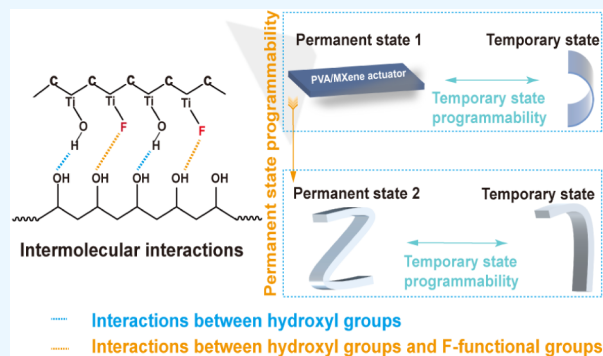 C C C C C
Ti Ti Ti Ti
O F O F
H H
OH OH OH OH OH
Intermolecular interactions
Permanent state programmability
Permanent state 1 Temporary state
PVA/MXene actuator
Temporary state
programmability
Permanent state 2 Temporary state
Temporary state
programmability
Interactions between hydroxyl groups
Interactions between hydroxyl groups and F-functional groups